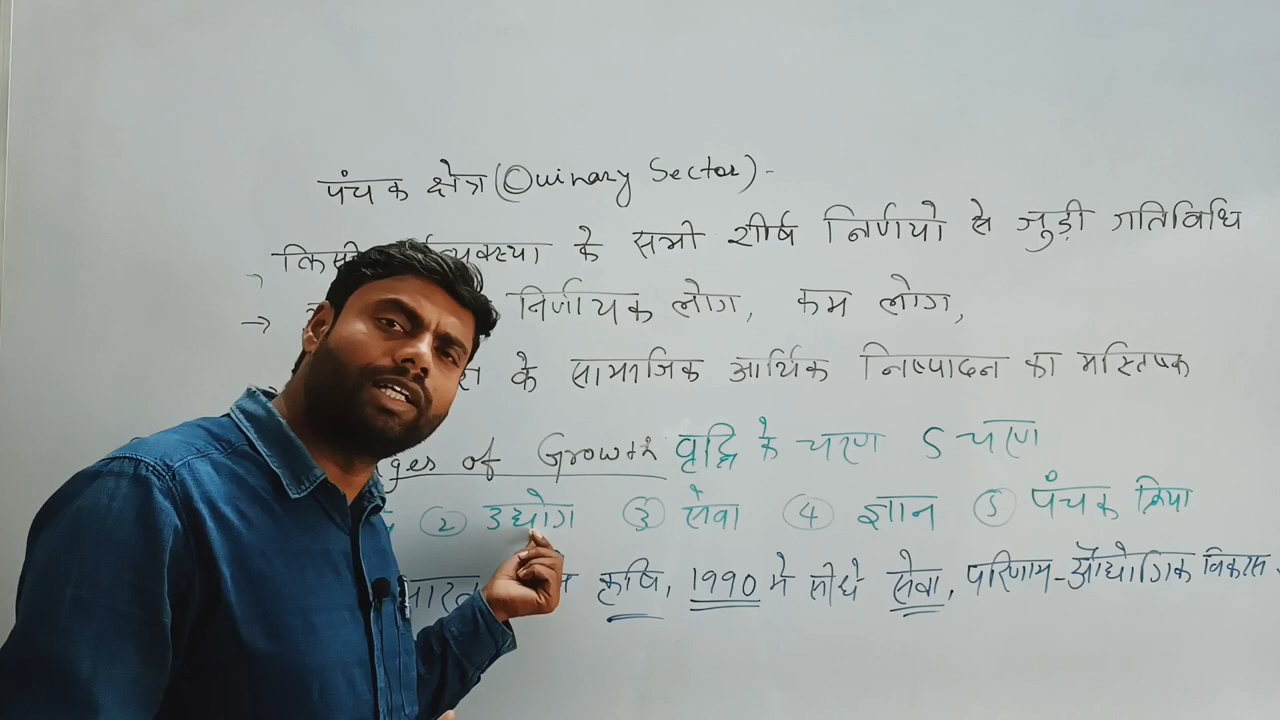 पंचक क्षेत्र (Quinary Sector) -
→ के सभी शीर्ष निर्णयो से जुड़ी गतिविधि
→ निर्णायक लोग, कम लोग,
के सामाजिक आर्थिक निष्पादन का मस्तिष्क
of Growth वृद्धि के चरण 5 चरण
② उद्योग ③ सेवा ④ ज्ञान ⑤ पंचक क्रिया
कृषि, 1990 मे सीधे सेवा, परिणाम - औद्योगिक विकास